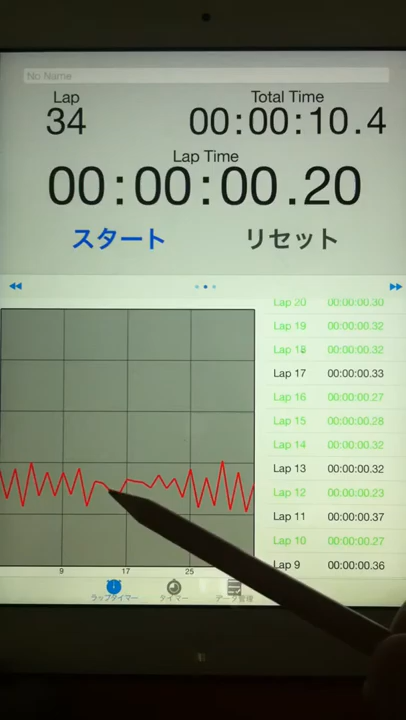 No Name
Lap
Total Time
34
00:00:10.4
Lap Time
00:00:00.20
スタート
リセット
Lap 20 00:00:00.30
Lap 19 00:00:00.32
Lap 18 00:00:00.32
Lap 17 00:00:00.33
Lap 16 00:00:00.27
Lap 15 00:00:00.28
Lap 14 00:00:00.32
Lap 13 00:00:00.32
Lap 12 00:00:00.23
Lap 11 00:00:00.37
Lap 10 00:00:00.27
Lap 9 00:00:00.36
9 17 25
ラップタイマー タイマー データ管理